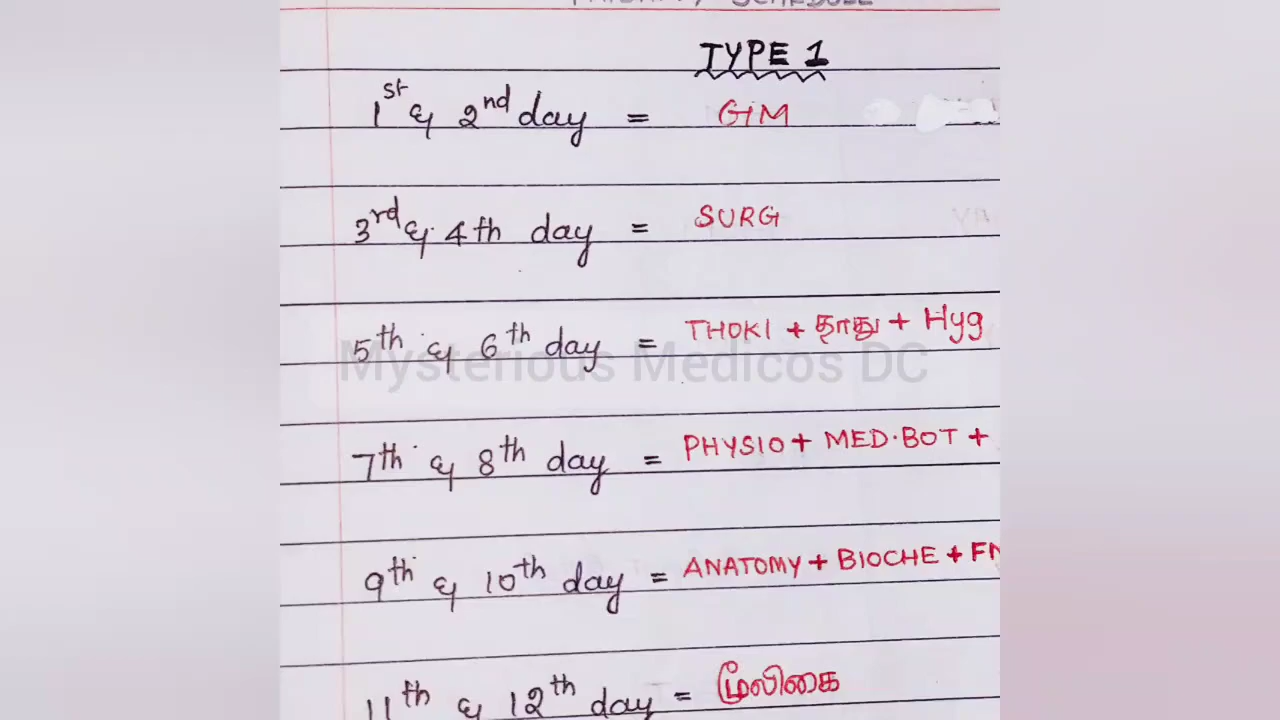 SCHEDULE
TYPE 1
1st & 2nd day = GIM
3rd & 4th day = SURG
5th & 6th day = THOKI + தாது + Hyg
Mysterious Medicos DC
7th & 8th day = PHYSIO + MED.BOT +
9th & 10th day = ANATOMY + BIOCHE +
11th & 12th day = மூலிகை